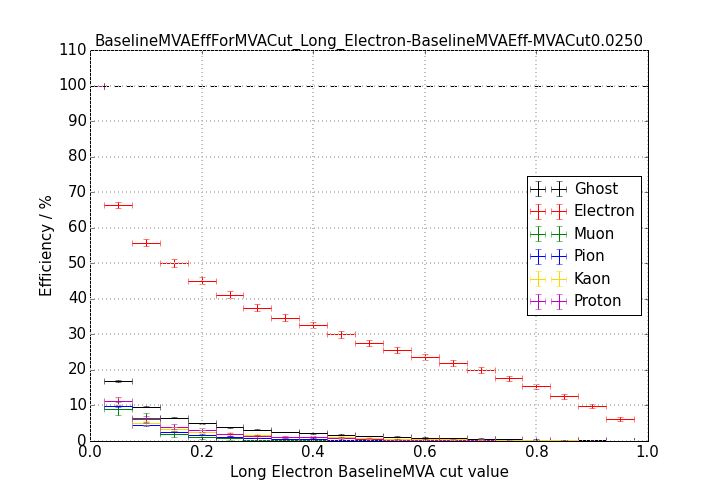 BaselineMVAEffForMVACut_Long_Electron-BaselineMVAEff-MVACut0.0250
110
100
90
80
70
60
50
40
30
20
10
0
Efficiency / %
Ghost
Electron
Muon
Pion
Kaon
Proton
0.0 0.2 0.4 0.6 0.8 1.0
Long Electron BaselineMVA cut value